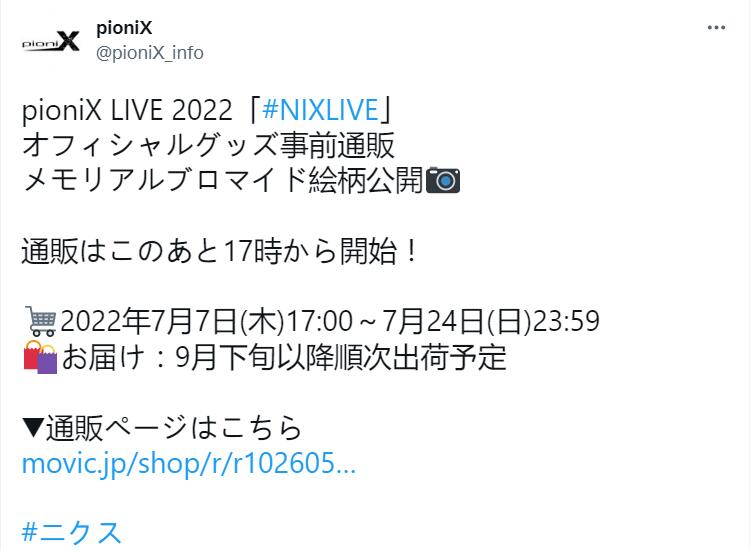 pioniX
pioniX
@pioniX_info
pioniX LIVE 2022「#NIXLIVE」
オフィシャルグッズ事前通販
メモリアルブロマイド絵柄公開📷
通販はこのあと17時から開始！
🛒2022年7月7日(木)17:00～7月24日(日)23:59
🛍️お届け：9月下旬以降順次出荷予定
▼通販ページはこちら
movic.jp/shop/r/r102605…
#ニクス